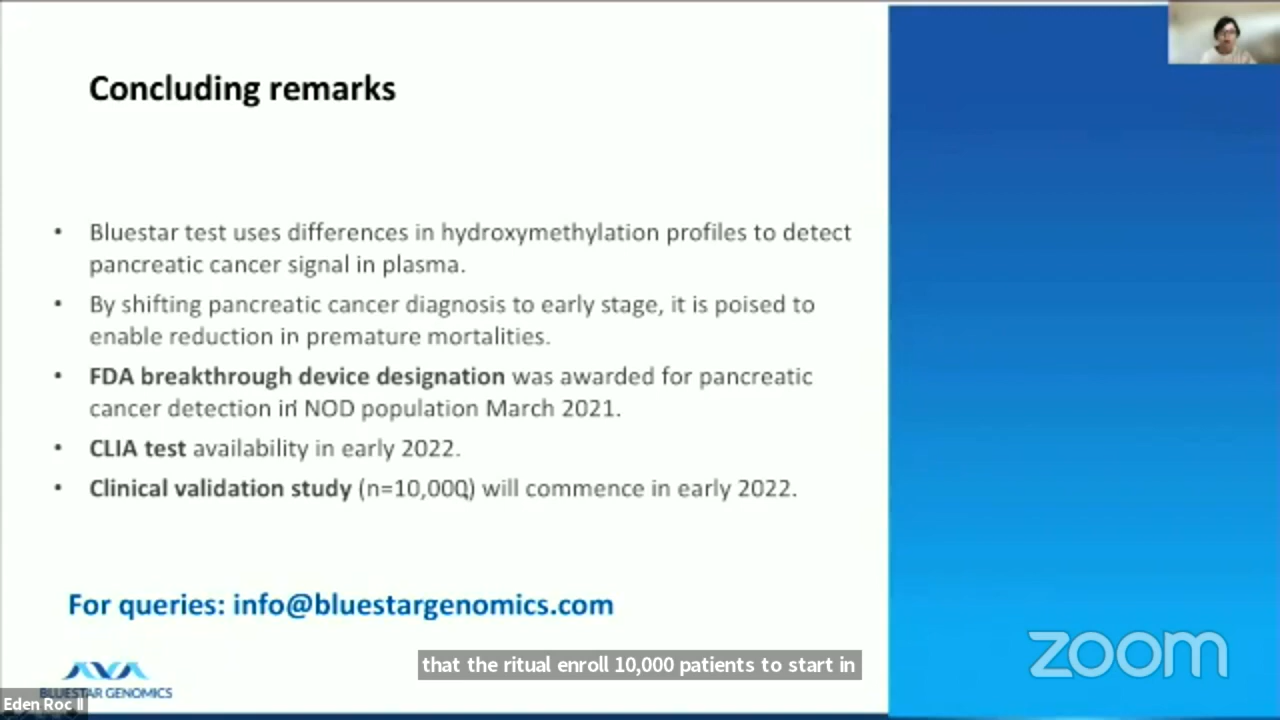 Concluding remarks
• Bluestar test uses differences in hydroxymethylation profiles to detect
pancreatic cancer signal in plasma.
• By shifting pancreatic cancer diagnosis to early stage, it is poised to
enable reduction in premature mortalities.
• FDA breakthrough device designation was awarded for pancreatic
cancer detection in NOD population March 2021.
• CLIA test availability in early 2022.
• Clinical validation study (n=10,000) will commence in early 2022.
For queries: info@bluestargenomics.com
that the ritual enroll 10,000 patients to start in
zoom
BLUESTAR GENOMICS
Eden Roc II